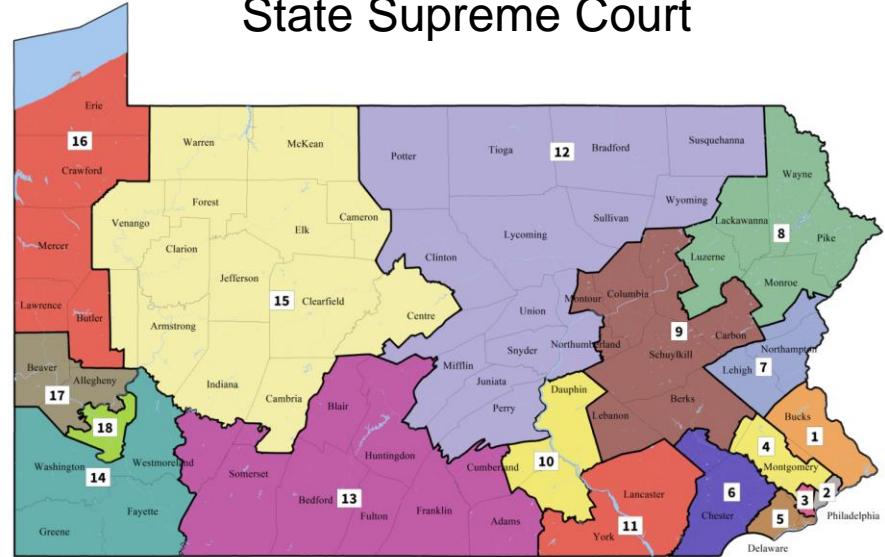 State Supreme Court
Erie
16
Crawford
Mercer
Lawrence
Butler
Warren
McKean
Forest
Venango
Elk
Cameron
Clarion
Jefferson
15
Clearfield
Centre
Armstrong
Indiana
Cambria
Potter
Tioga
12
Bradford
Susquehanna
Wyoming
Sullivan
Lycoming
Clinton
Union
Snyder
Northumberland
Mifflin
Juniata
Perry
Wayne
Lackawanna
8
Pike
Luzerne
Monroe
Montour
Columbia
9
Carbon
Schuylkill
Berks
Lebanon
Northampton
Lehigh
7
Beaver
Allegheny
17
18
Washington
Westmoreland
14
Fayette
Greene
Blair
Huntingdon
Somerset
Bedford
13
Fulton
Franklin
Adams
Cumberland
Dauphin
10
Lancaster
11
York
6
Chester
Bucks
1
4
Montgomery
2
3
5
Philadelphia
Delaware